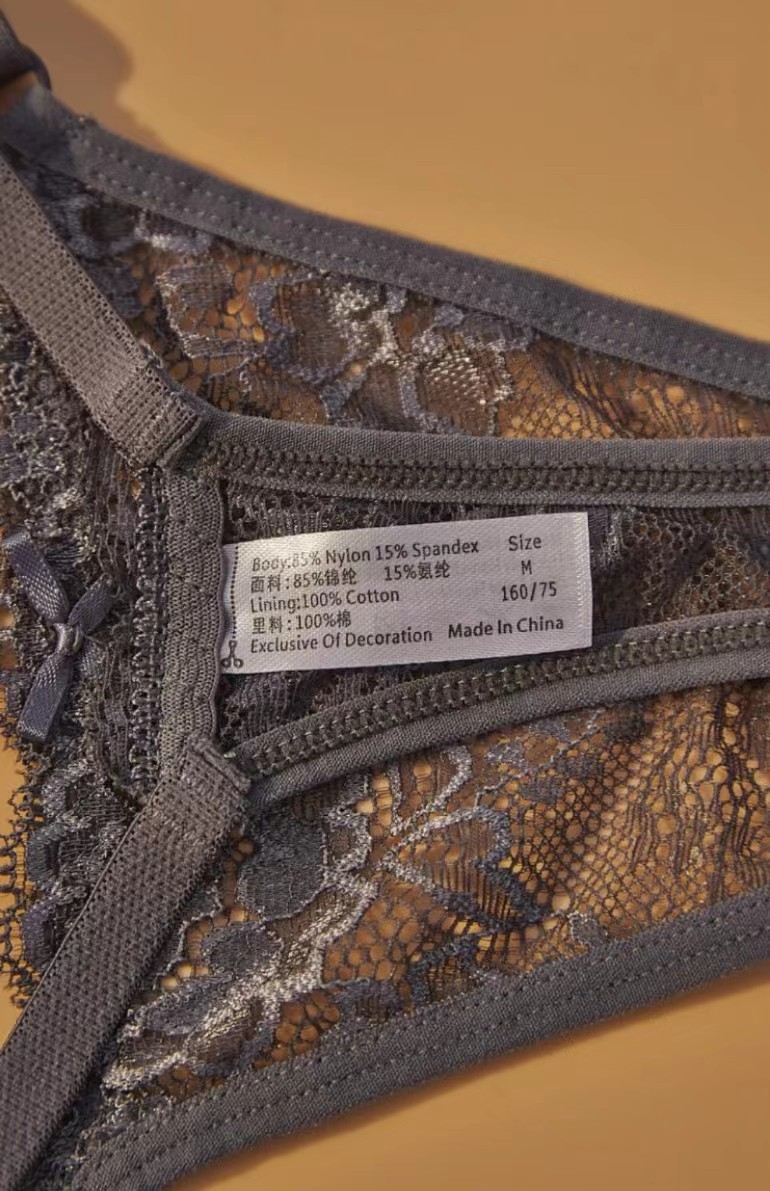 Body:85% Nylon 15% Spandex
面料:85%锦纶 15%氨纶
Lining:100% Cotton
里料:100%棉
Exclusive Of Decoration Made In China
Size
M
160/75